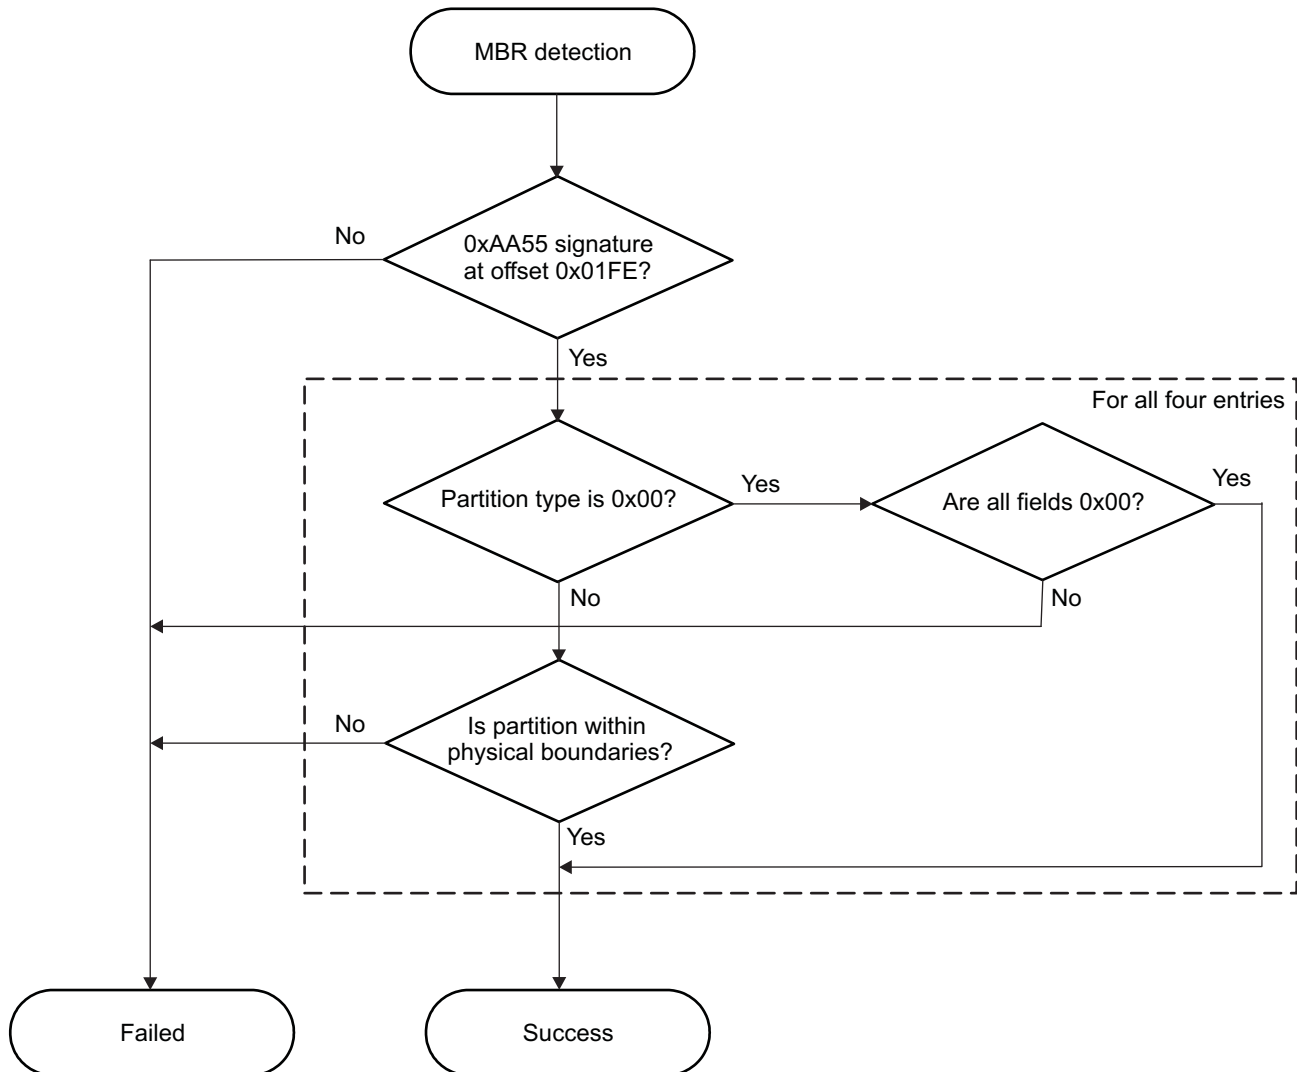 MBR detection
No
0xAA55 signature
at offset 0x01FE?
Yes
For all four entries
Partition type is 0x00?
Yes
Are all fields 0x00?
Yes
No
No
No
Is partition within
physical boundaries?
Yes
Failed
Success